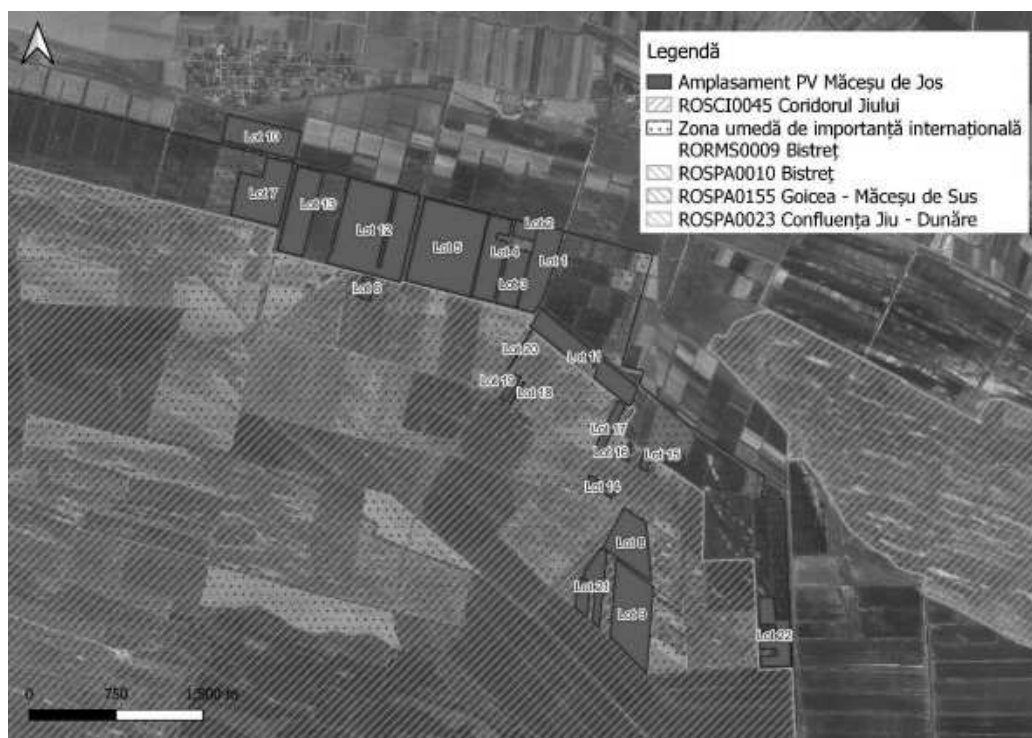 Legendă
Amplasament PV Măceșu de Jos
ROSCI0045 Coridorul Jiului
Zona umedă de importanță internațională
RORMS0009 Bistreț
ROSPA0010 Bistreț
ROSPA0155 Goicea - Măceșu de Sus
ROSPA0023 Confluența Jiu - Dunăre
Lot 10
Lot 7
Lot 13
Lot 12
Lot 5
Lot 2
Lot 4
Lot 1
Lot 3
Lot 6
Lot 20
Lot 11
Lot 19
Lot 18
Lot 17
Lot 16
Lot 15
Lot 14
Lot 8
Lot 21
Lot 9
Lot 22
0 750 1.500 m